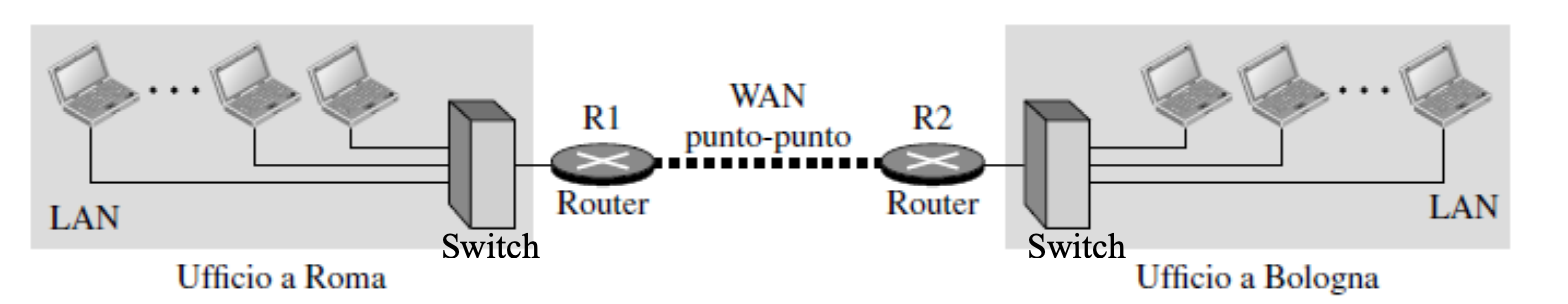 WAN
punto-punto
R1
R2
Router
Router
LAN
LAN
Switch
Switch
Ufficio a Roma
Ufficio a Bologna